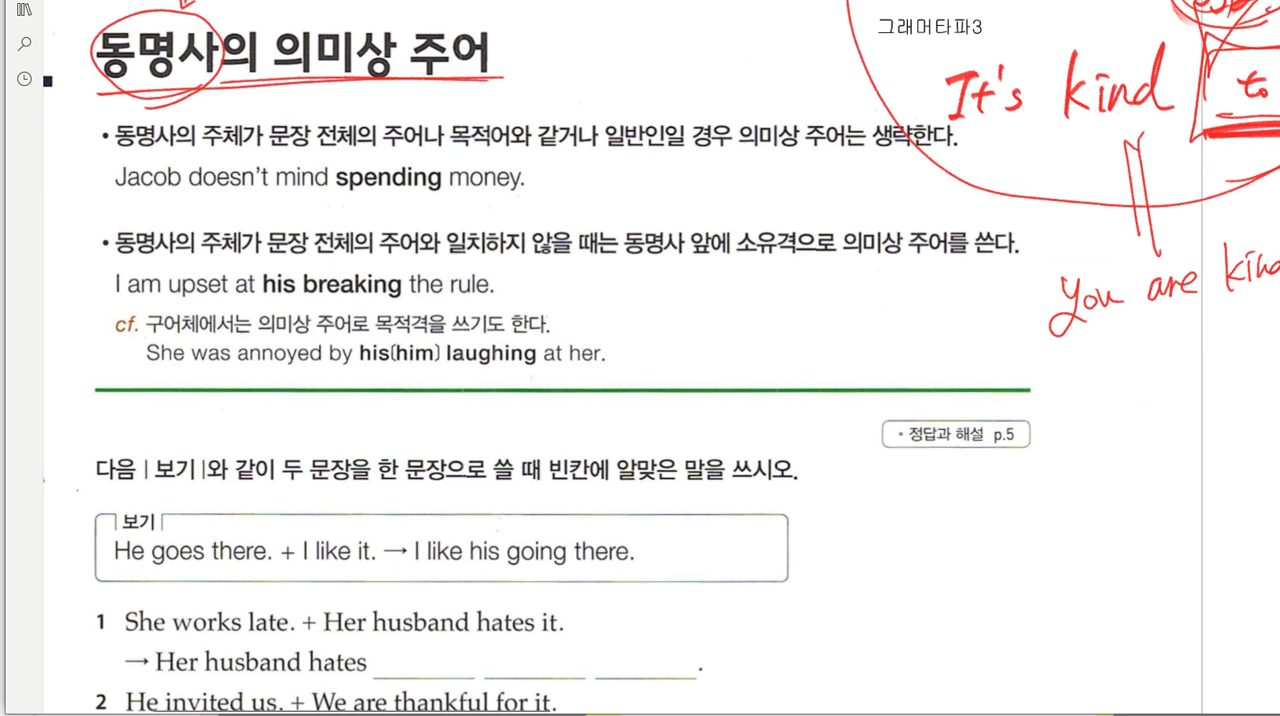 그래머타파3
동명사의 의미상 주어
It's kind to
• 동명사의 주체가 문장 전체의 주어나 목적어와 같거나 일반인일 경우 의미상 주어는 생략한다.
Jacob doesn't mind spending money.
• 동명사의 주체가 문장 전체의 주어와 일치하지 않을 때는 동명사 앞에 소유격으로 의미상 주어를 쓴다.
You are kind
I am upset at his breaking the rule.
cf. 구어체에서는 의미상 주어로 목적격을 쓰기도 한다.
She was annoyed by his(him) laughing at her.
• 정답과 해설 p.5
다음 | 보기 |와 같이 두 문장을 한 문장으로 쓸 때 빈칸에 알맞은 말을 쓰시오.
보기
He goes there. + I like it. → I like his going there.
1 She works late. + Her husband hates it.
→ Her husband hates ______ ______ ______ .
2 He invited us. + We are thankful for it.